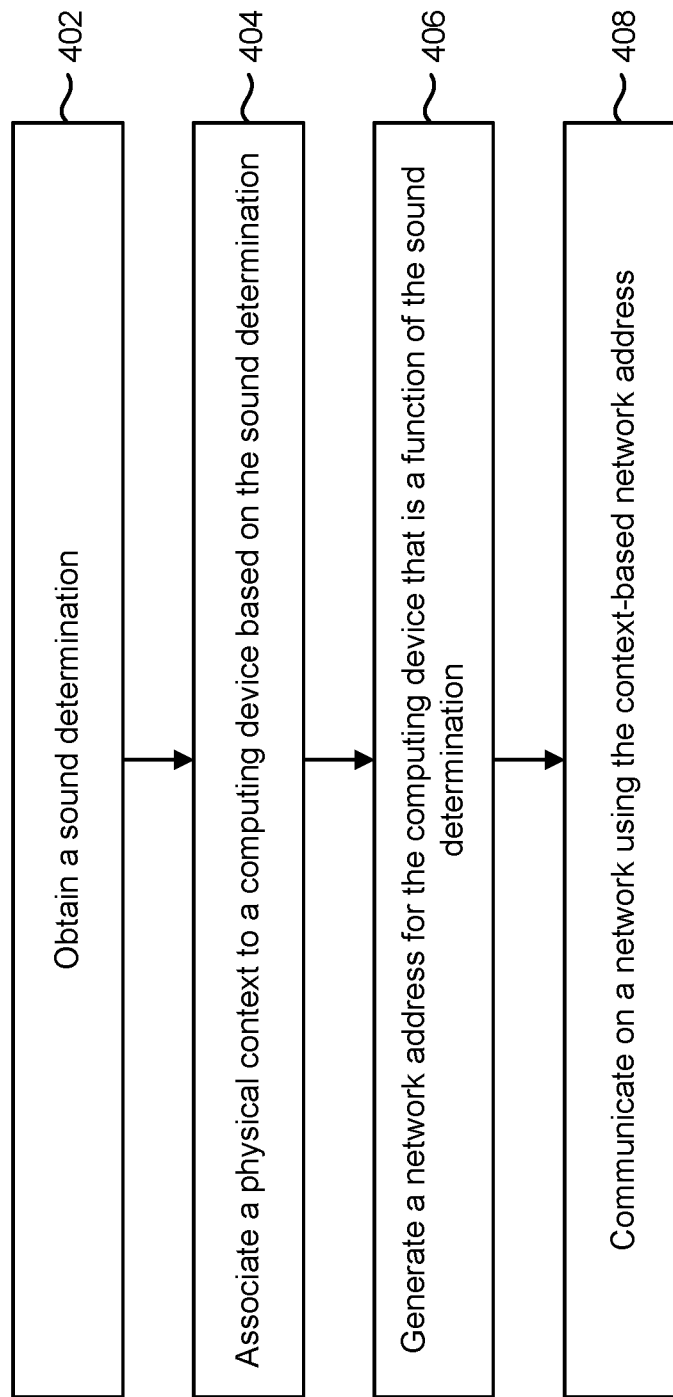 Obtain a sound determination
402
Associate a physical context to a computing device based on the sound determination
404
Generate a network address for the computing device that is a function of the sound
determination
406
Communicate on a network using the context-based network address
408